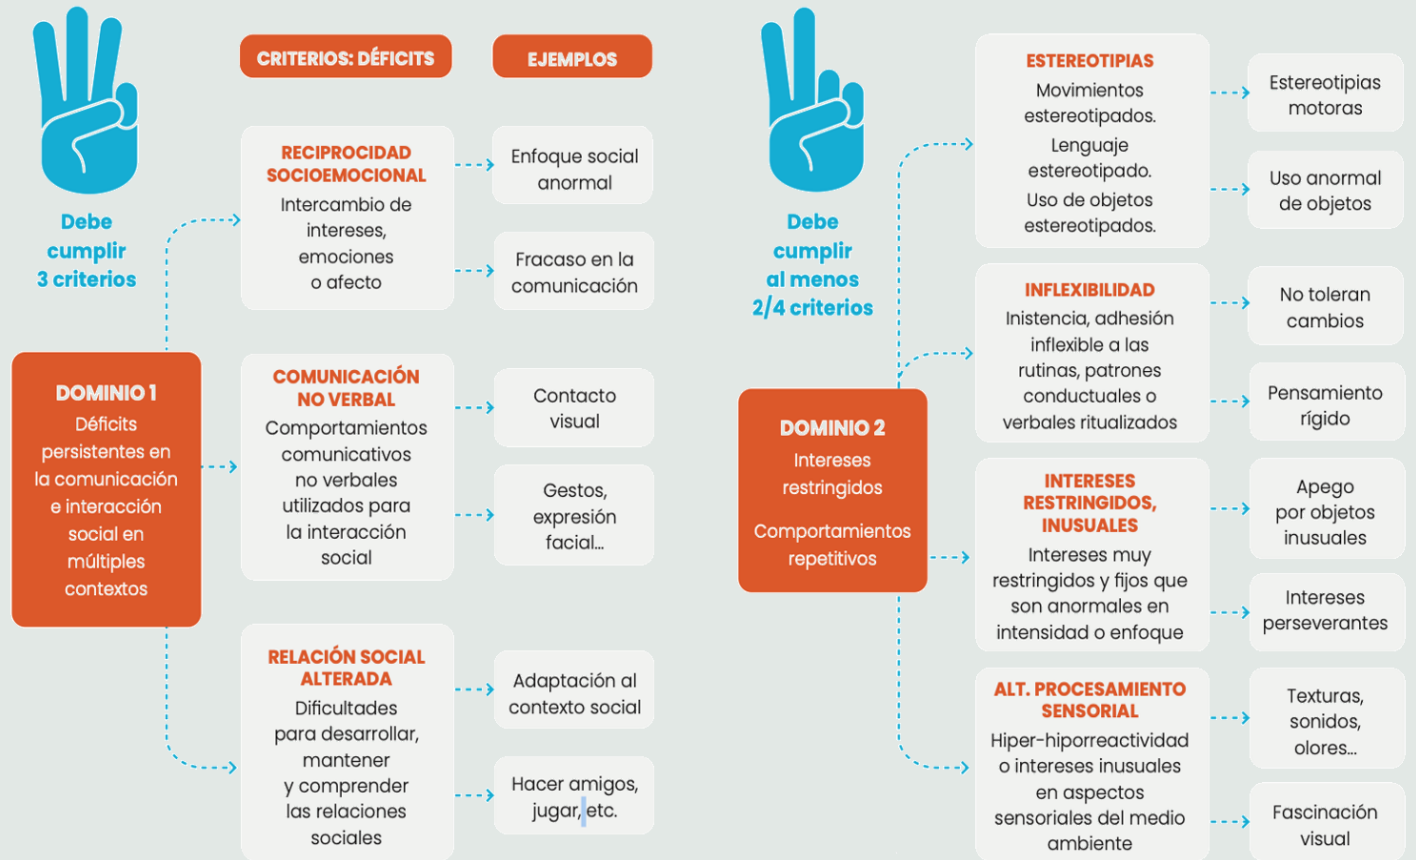 Debe
cumplir
3 criterios
DOMINIO 1
Déficits
persistentes en
la comunicación
e interacción
social en
múltiples
contextos
CRITERIOS: DÉFICITS
EJEMPLOS
RECIPROCIDAD
SOCIOEMOCIONAL
Intercambio de
intereses,
emociones
o afecto
Enfoque social
anormal
Fracaso en la
comunicación
COMUNICACIÓN
NO VERBAL
Comportamientos
comunicativos
no verbales
utilizados para
la interacción
social
Contacto
visual
Gestos,
expresión
facial...
RELACIÓN SOCIAL
ALTERADA
Dificultades
para desarrollar,
mantener
y comprender
las relaciones
sociales
Adaptación al
contexto social
Hacer amigos,
jugar, etc.
Debe
cumplir
al menos
2/4 criterios
DOMINIO 2
Intereses
restringidos
Comportamientos
repetitivos
ESTEREOTIPIAS
Movimientos
estereotipados.
Lenguaje
estereotipado.
Uso de objetos
estereotipados.
Estereotipias
motoras
Uso anormal
de objetos
INFLEXIBILIDAD
Inistencia, adhesión
inflexible a las
rutinas, patrones
conductuales o
verbales ritualizados
No toleran
cambios
Pensamiento
rígido
INTERESES
RESTRINGIDOS,
INUSUALES
Intereses muy
restringidos y fijos que
son anormales en
intensidad o enfoque
Apego
por objetos
inusuales
Intereses
perseverantes
ALT. PROCESAMIENTO
SENSORIAL
Hiper-hiporreactividad
o intereses inusuales
en aspectos
sensoriales del medio
ambiente
Texturas,
sonidos,
olores...
Fascinación
visual